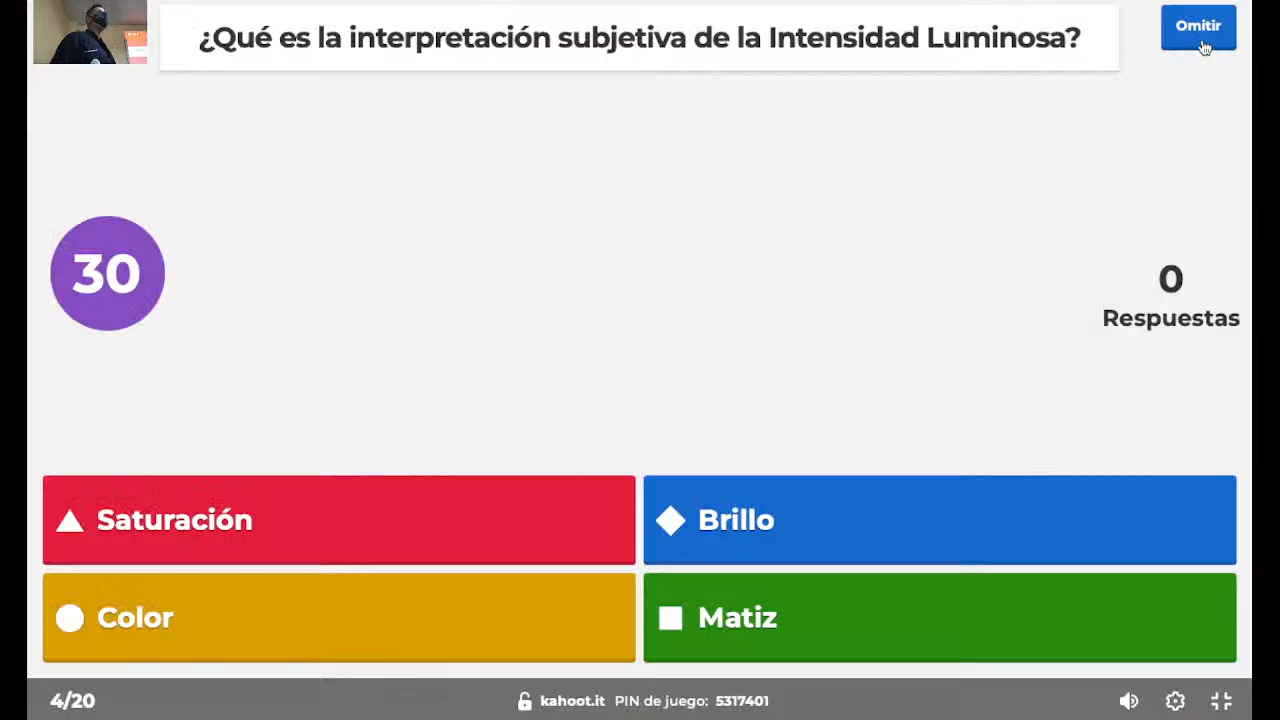 ¿Qué es la interpretación subjetiva de la Intensidad Luminosa?
Omitir
30
0
Respuestas
Saturación
Brillo
Color
Matiz
4/20
kahoot.it PIN de juego: 5317401